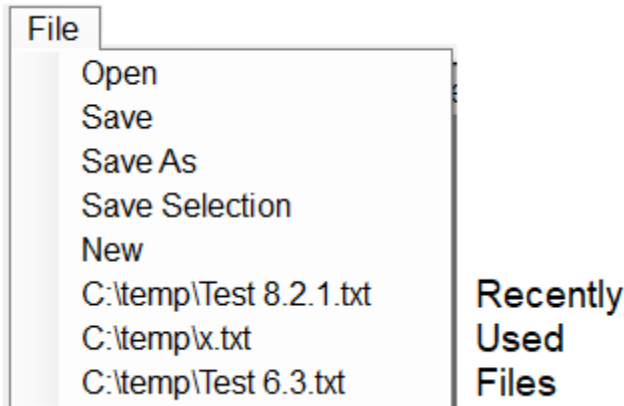 File
Open
Save
Save As
Save Selection
New
C:\temp\Test 8.2.1.txt
C:\temp\x.txt
C:\temp\Test 6.3.txt
Recently
Used
Files